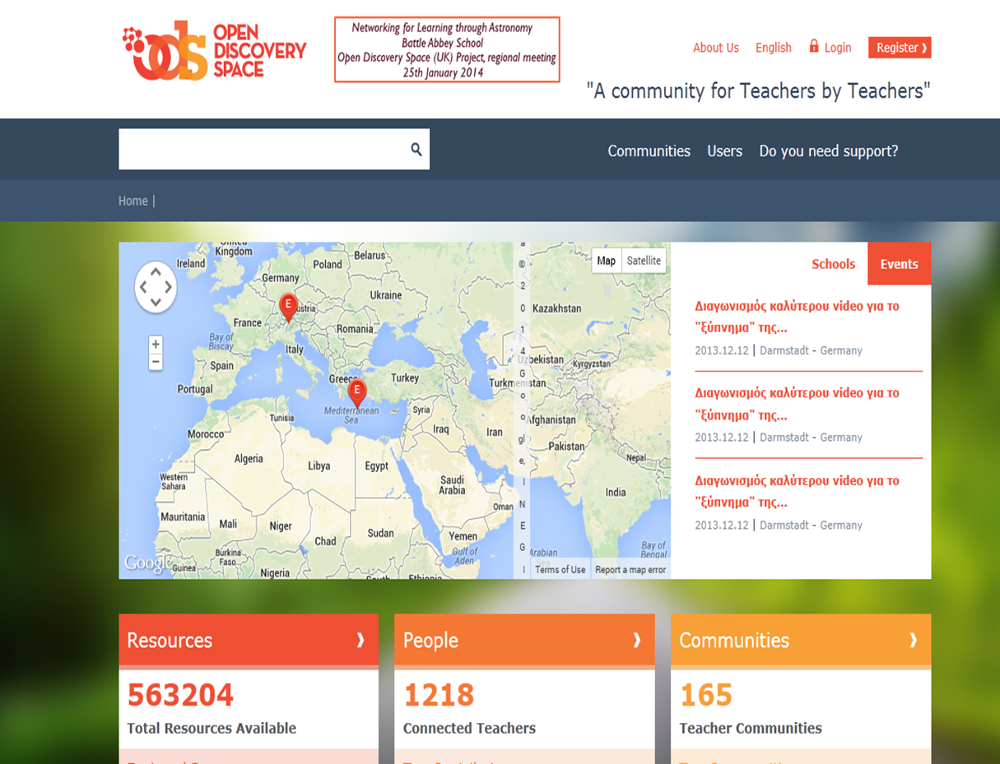 ods OPEN
DISCOVERY
SPACE
Networking for Learning through Astronomy
Battle Abbey School
Open Discovery Space (UK) Project, regional meeting
25th January 2014
About Us English Login Register ❯
"A community for Teachers by Teachers"
Communities Users Do you need support?
Home |
United
Kingdom
Ireland
Belarus
Poland
Germany
Ukraine
Austria
E
France
Kazakhstan
Romania
Bay of
Biscay
Italy
Spain
Uzbekistan
Kyrgyzstan
Portugal
Greece
Turkey
Turkmenistan
E
Mediterranean
Sea
Syria
Tunisia
Afghanistan
Iraq
Iran
Morocco
Pakistan
Algeria
Libya
Egypt
Nepal
Western
Sahara
Saudi
Arabia
India
Oman
Mauritania
Mali
Niger
Chad
Sudan
Yemen
Arabian
Sea
Bay of
Bengal
Gulf of
Aden
Burkina
Faso
Guinea
Nigeria
South
Ethiopia
Google
+
−
a
©
2
0
1
4
G
o
o
gl
e,
I
N
E
G
I
Map Satellite
Terms of Use Report a map error
Schools Events
Διαγωνισμός καλύτερου video για το
"ξύπνημα" της...
2013.12.12 | Darmstadt - Germany
Διαγωνισμός καλύτερου video για το
"ξύπνημα" της...
2013.12.12 | Darmstadt - Germany
Διαγωνισμός καλύτερου video για το
"ξύπνημα" της...
2013.12.12 | Darmstadt - Germany
Resources ❯
563204
Total Resources Available
People ❯
1218
Connected Teachers
Communities ❯
165
Teacher Communities